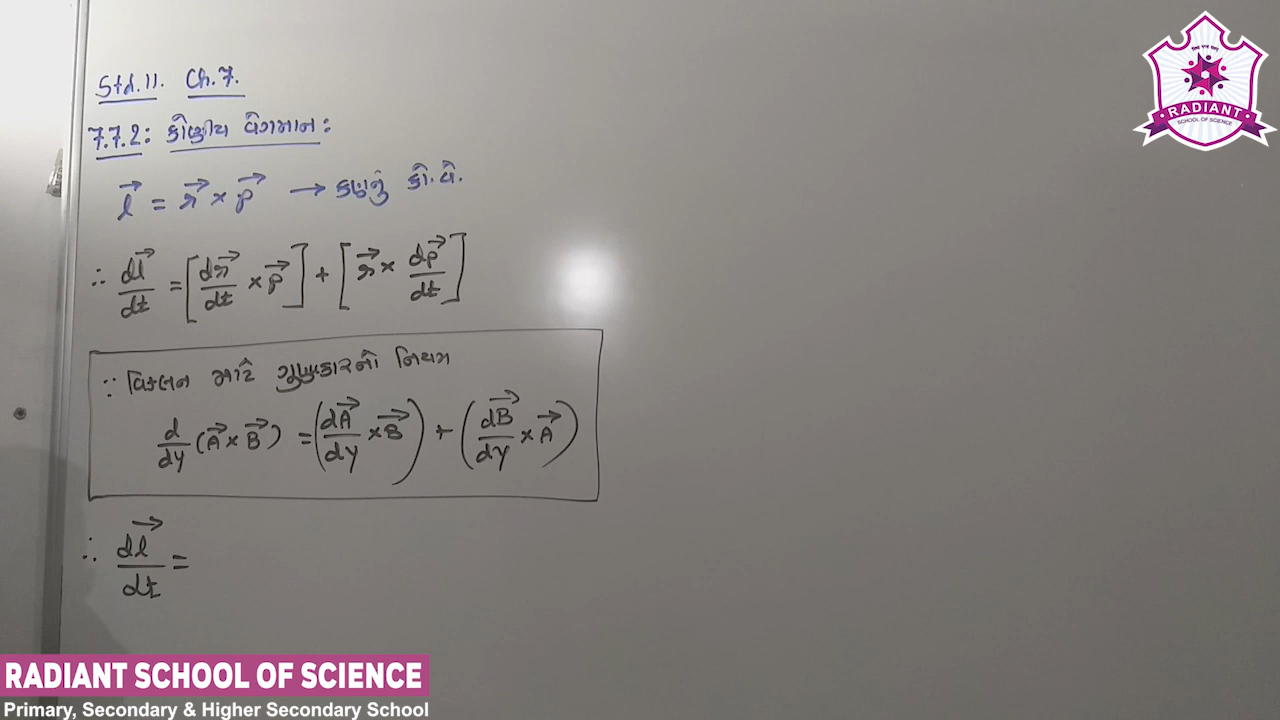 Std.11. Ch.7.
7.7.2: કોણીય વેગમાન:
l⃗ = r⃗ × p⃗ → કણનું કો.વે.
∴ dl⃗/dt = [dr⃗/dt × p⃗] + [r⃗ × dp⃗/dt]
∵ વિકલન માટે ગુણાકારનો નિયમ
d/dy (A⃗ × B⃗) = (dA⃗/dy × B⃗) + (dB⃗/dy × A⃗)
∴ dl⃗/dt =
RADIANT
SCHOOL OF SCIENCE
RADIANT SCHOOL OF SCIENCE
Primary, Secondary & Higher Secondary School